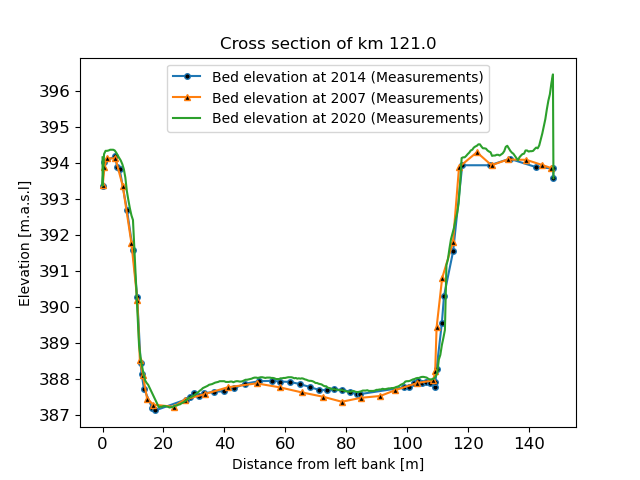 Cross section of km 121.0
Bed elevation at 2014 (Measurements)
Bed elevation at 2007 (Measurements)
Bed elevation at 2020 (Measurements)
Elevation [m.a.s.l]
396
395
394
393
392
391
390
389
388
387
0 20 40 60 80 100 120 140
Distance from left bank [m]